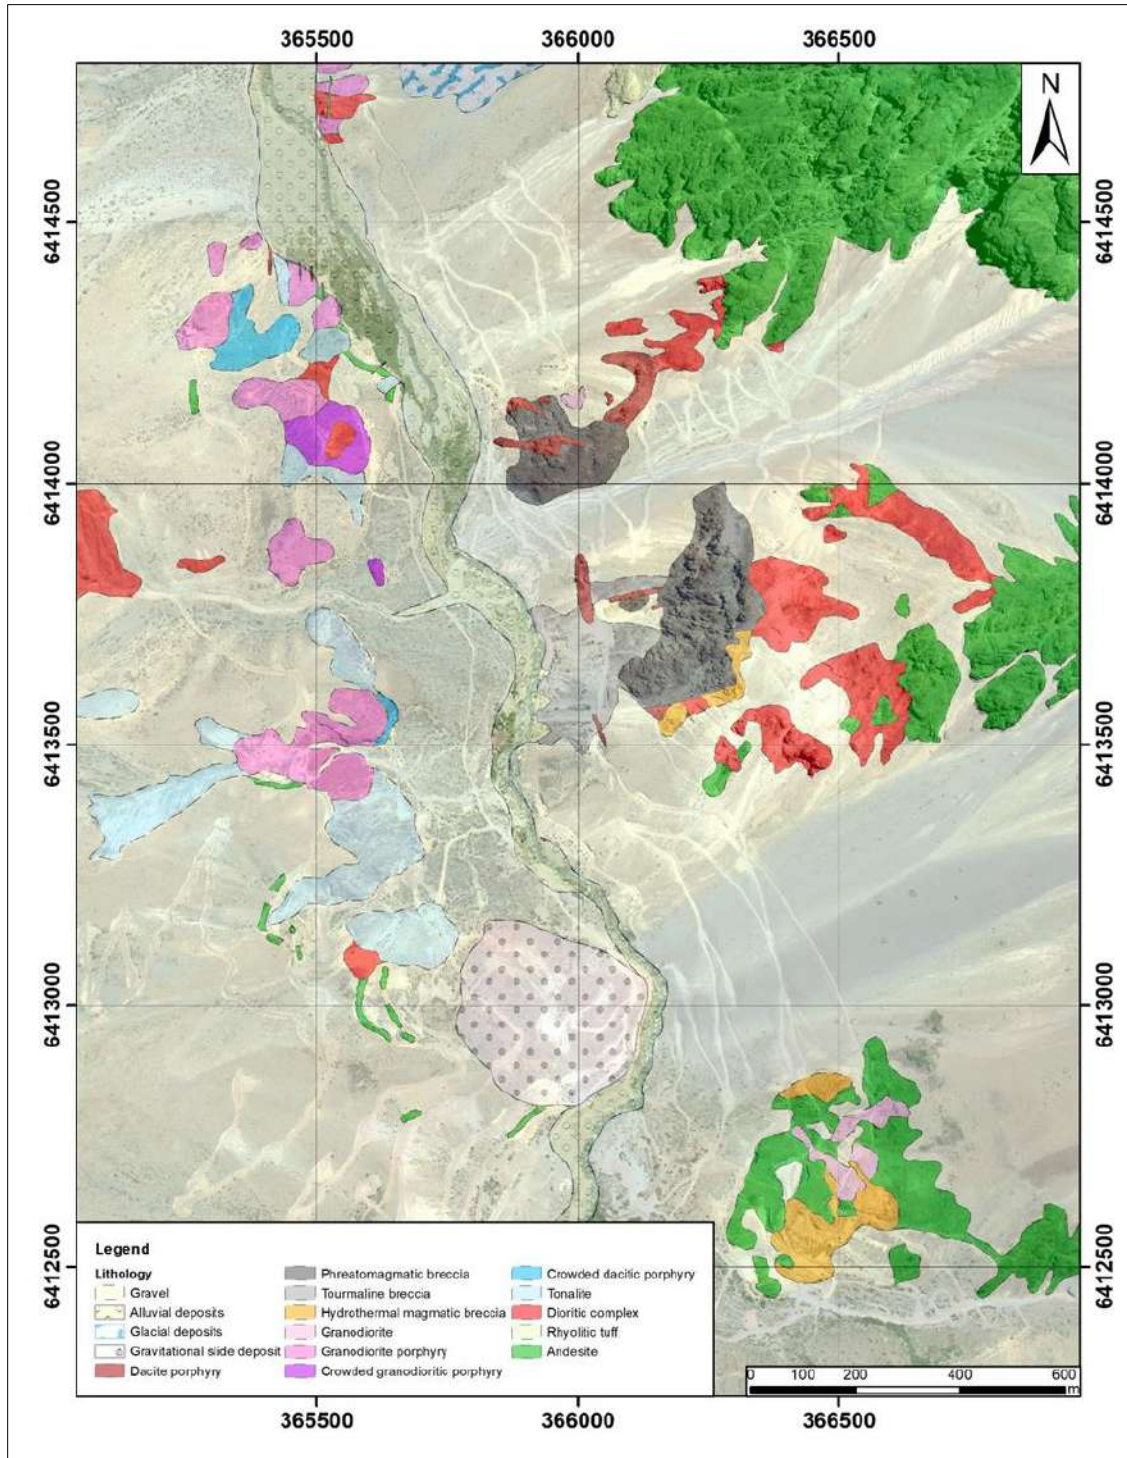 365500 366000 366500
N
6414500 6414500
6414000 6414000
6413500 6413500
6413000 6413000
6412500 6412500
Legend
Lithology
Gravel
Alluvial deposits
Glacial deposits
Gravitational side deposit
Dacite porphyry
Phreatomagmatic breccia
Tourmaline breccia
Hydrothermal magmatic breccia
Granodiorite
Granodiorite porphyry
Crowded granodioritic porphyry
Crowded dacitic porphyry
Tonalite
Dioritic complex
Rhyolitic tuff
Andesite
0 100 200 400 600
m
365500 366000 366500